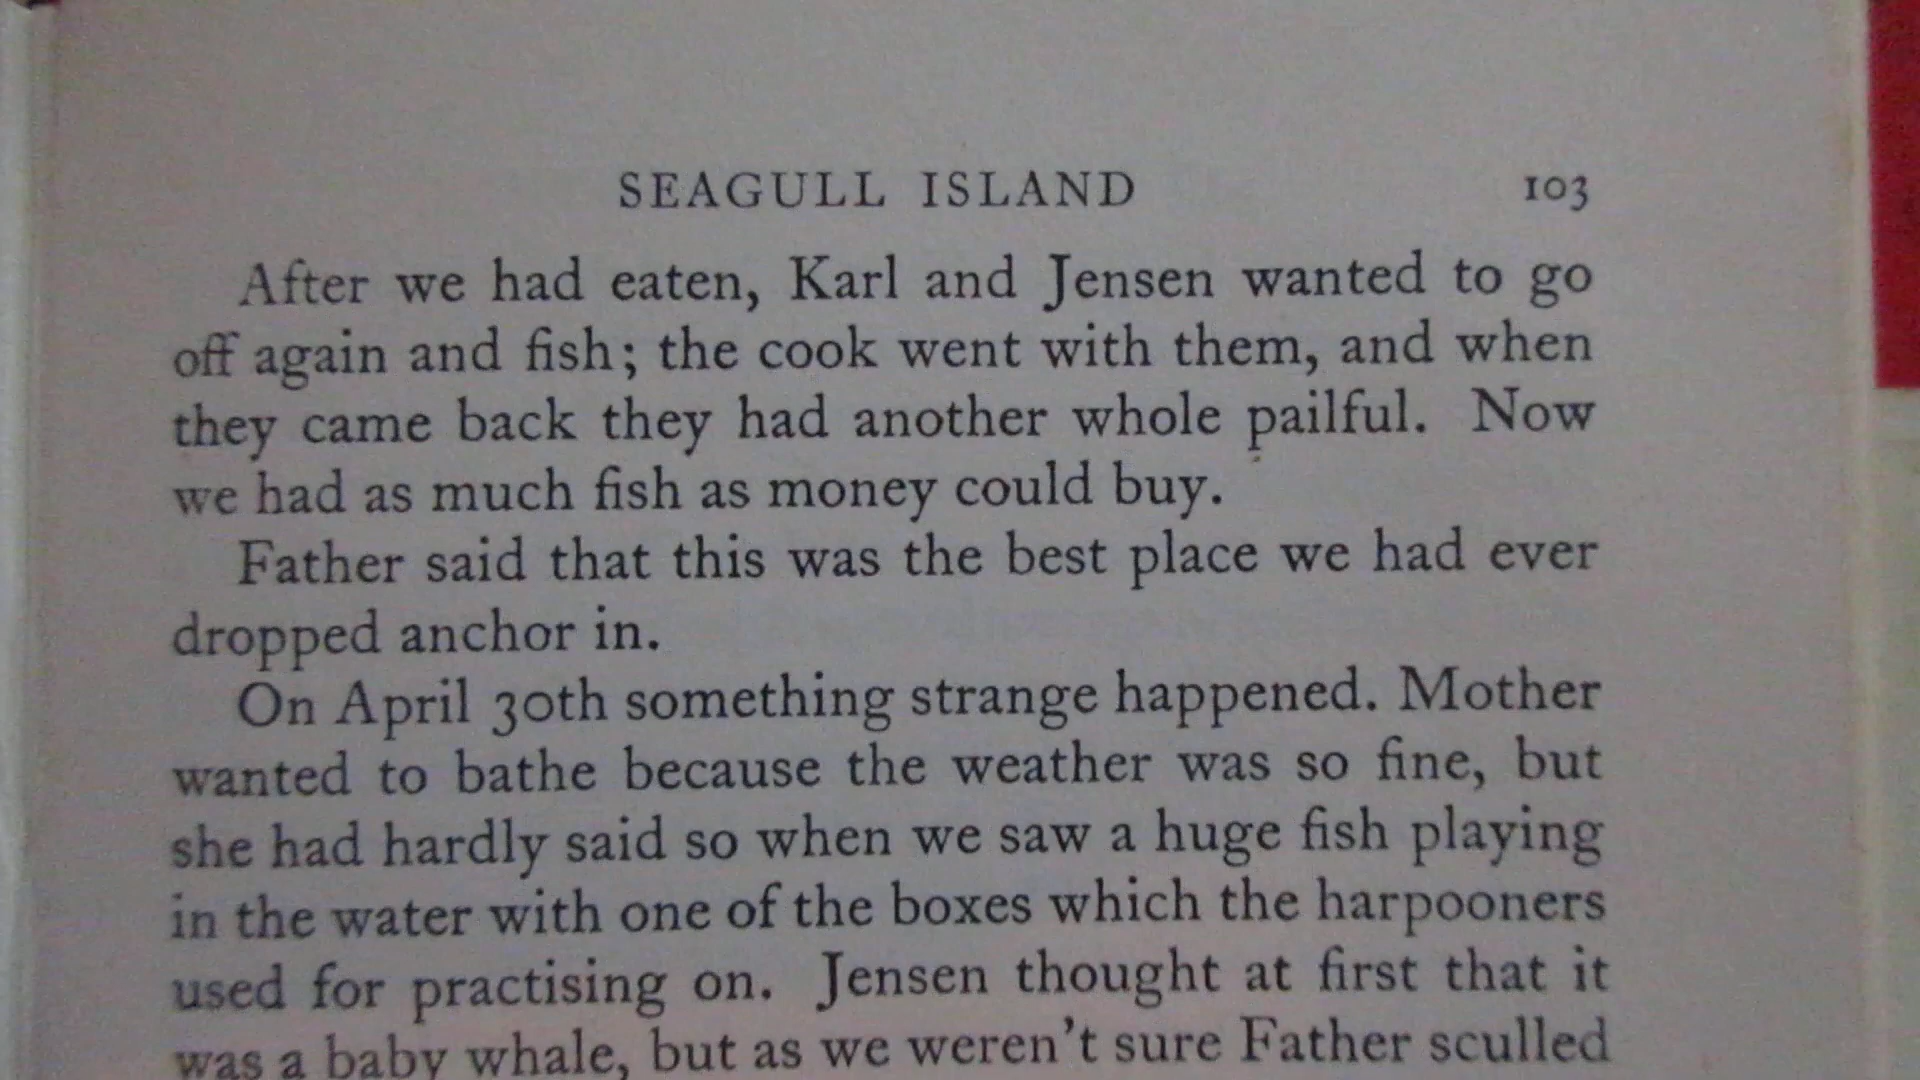 SEAGULL ISLAND 103
After we had eaten, Karl and Jensen wanted to go
off again and fish; the cook went with them, and when
they came back they had another whole pailful. Now
we had as much fish as money could buy.
Father said that this was the best place we had ever
dropped anchor in.
On April 30th something strange happened. Mother
wanted to bathe because the weather was so fine, but
she had hardly said so when we saw a huge fish playing
in the water with one of the boxes which the harpooners
used for practising on. Jensen thought at first that it
was a baby whale, but as we weren't sure Father sculled